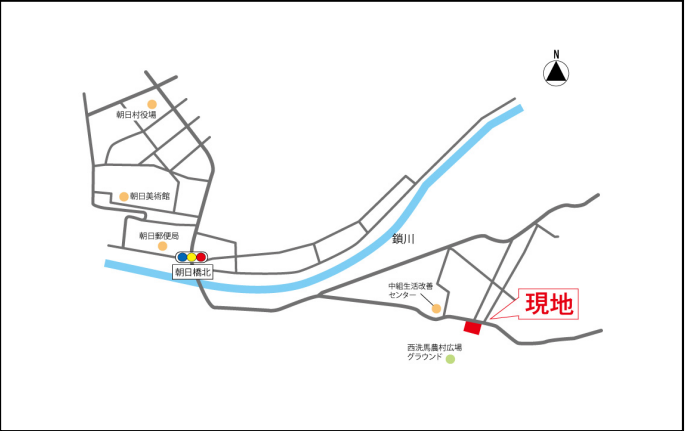 N
朝日村役場
朝日美術館
朝日郵便局
朝日橋北
鎖川
中組生活改善
センター
現地
西洗馬農村広場
グラウンド